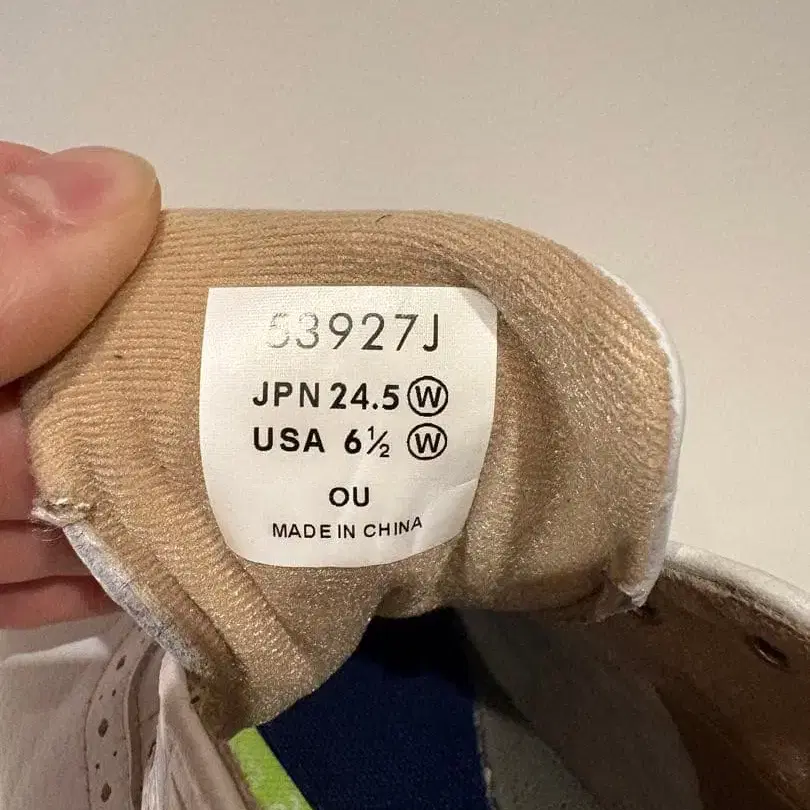 53927J
JPN 24.5 Ⓦ
USA 6½ Ⓦ
OU
MADE IN CHINA